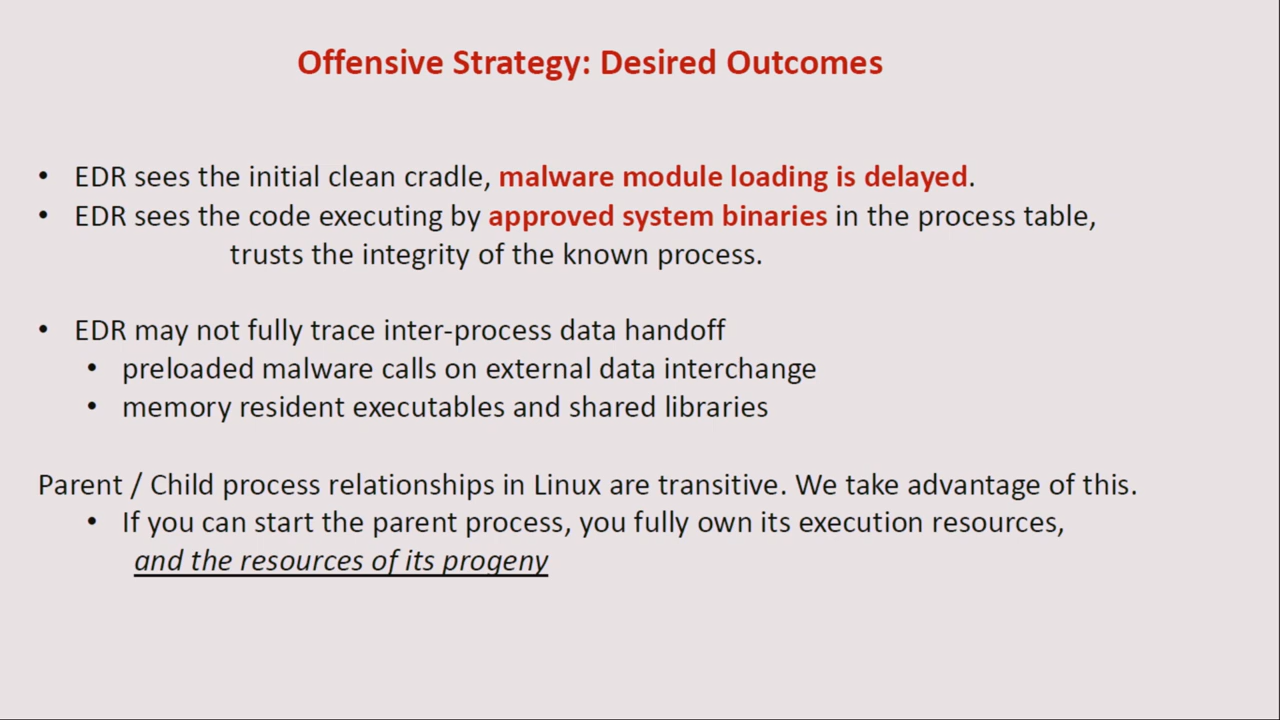 Offensive Strategy: Desired Outcomes
• EDR sees the initial clean cradle, malware module loading is delayed.
• EDR sees the code executing by approved system binaries in the process table,
trusts the integrity of the known process.
• EDR may not fully trace inter-process data handoff
• preloaded malware calls on external data interchange
• memory resident executables and shared libraries
Parent / Child process relationships in Linux are transitive. We take advantage of this.
• If you can start the parent process, you fully own its execution resources,
and the resources of its progeny